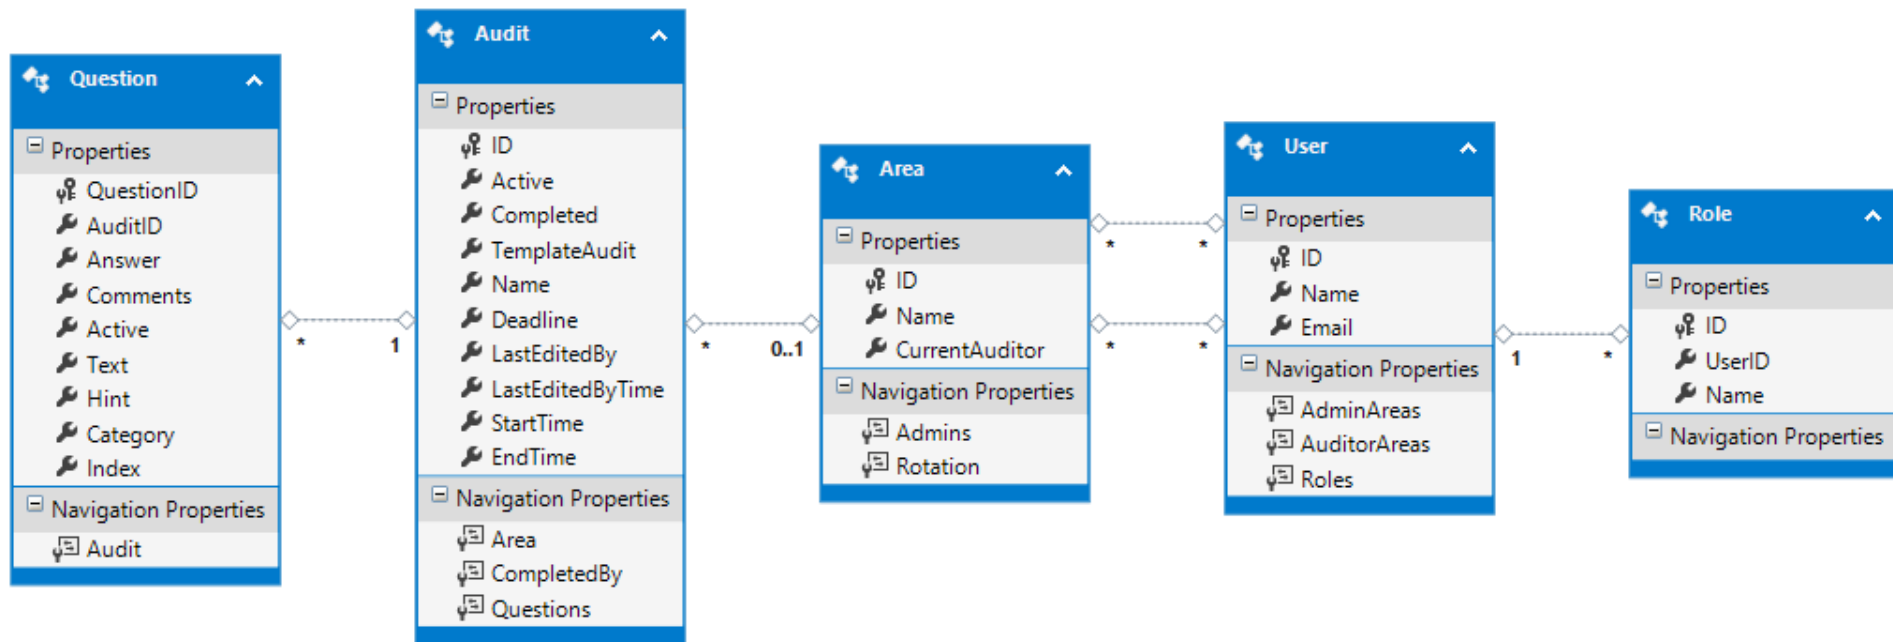 Question
Properties
QuestionID
AuditID
Answer
Comments
Active
Text
Hint
Category
Index
Navigation Properties
Audit
* 1
Audit
Properties
ID
Active
Completed
TemplateAudit
Name
Deadline
LastEditedBy
LastEditedByTime
StartTime
EndTime
Navigation Properties
Area
CompletedBy
Questions
* 0..1
Area
Properties
ID
Name
CurrentAuditor
Navigation Properties
Admins
Rotation
* *
* *
User
Properties
ID
Name
Email
Navigation Properties
AdminAreas
AuditorAreas
Roles
1 *
Role
Properties
ID
UserID
Name
Navigation Properties